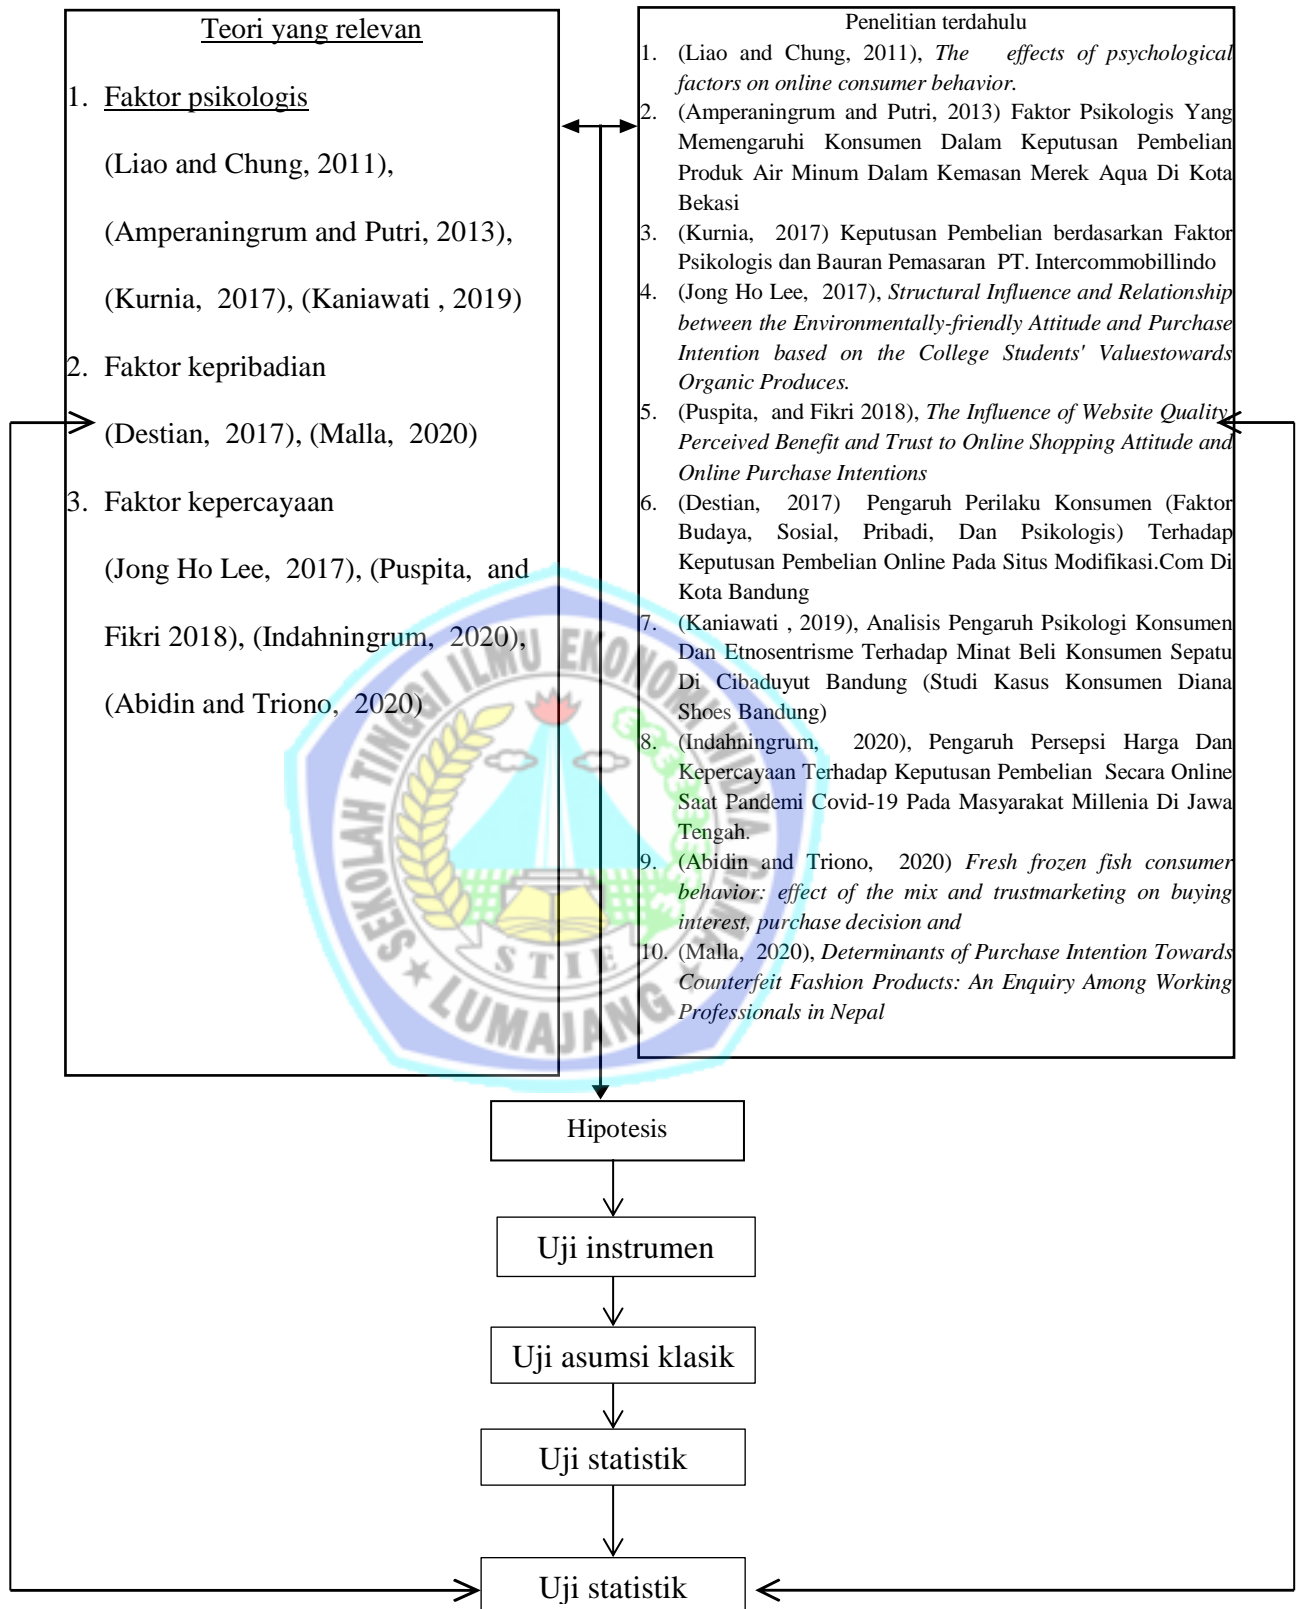 Teori yang relevan
1. Faktor psikologis
(Liao and Chung, 2011),
(Amperaningrum and Putri, 2013),
(Kurnia, 2017), (Kaniawati , 2019)
2. Faktor kepribadian
(Destian, 2017), (Malla, 2020)
3. Faktor kepercayaan
(Jong Ho Lee, 2017), (Puspita, and
Fikri 2018), (Indahningrum, 2020),
(Abidin and Triono, 2020)
Penelitian terdahulu
1. (Liao and Chung, 2011), The effects of psychological
factors on online consumer behavior.
2. (Amperaningrum and Putri, 2013) Faktor Psikologis Yang
Memengaruhi Konsumen Dalam Keputusan Pembelian
Produk Air Minum Dalam Kemasan Merek Aqua Di Kota
Bekasi
3. (Kurnia, 2017) Keputusan Pembelian berdasarkan Faktor
Psikologis dan Bauran Pemasaran PT. Intercommobillindo
4. (Jong Ho Lee, 2017), Structural Influence and Relationship
between the Environmentally-friendly Attitude and Purchase
Intention based on the College Students' Valuestowards
Organic Produces.
5. (Puspita, and Fikri 2018), The Influence of Website Quality,
Perceived Benefit and Trust to Online Shopping Attitude and
Online Purchase Intentions
6. (Destian, 2017) Pengaruh Perilaku Konsumen (Faktor
Budaya, Sosial, Pribadi, Dan Psikologis) Terhadap
Keputusan Pembelian Online Pada Situs Modifikasi.Com Di
Kota Bandung
7. (Kaniawati , 2019), Analisis Pengaruh Psikologi Konsumen
Dan Etnosentrisme Terhadap Minat Beli Konsumen Sepatu
Di Cibaduyut Bandung (Studi Kasus Konsumen Diana
Shoes Bandung)
8. (Indahningrum, 2020), Pengaruh Persepsi Harga Dan
Kepercayaan Terhadap Keputusan Pembelian Secara Online
Saat Pandemi Covid-19 Pada Masyarakat Millenia Di Jawa
Tengah.
9. (Abidin and Triono, 2020) Fresh frozen fish consumer
behavior: effect of the mix and trustmarketing on buying
interest, purchase decision and
10. (Malla, 2020), Determinants of Purchase Intention Towards
Counterfeit Fashion Products: An Enquiry Among Working
Professionals in Nepal
SEKOLAH TINGGI ILMU EKONOMI WIDYA GAMA
STIE
LUMAJANG
Hipotesis
Uji instrumen
Uji asumsi klasik
Uji statistik
Uji statistik